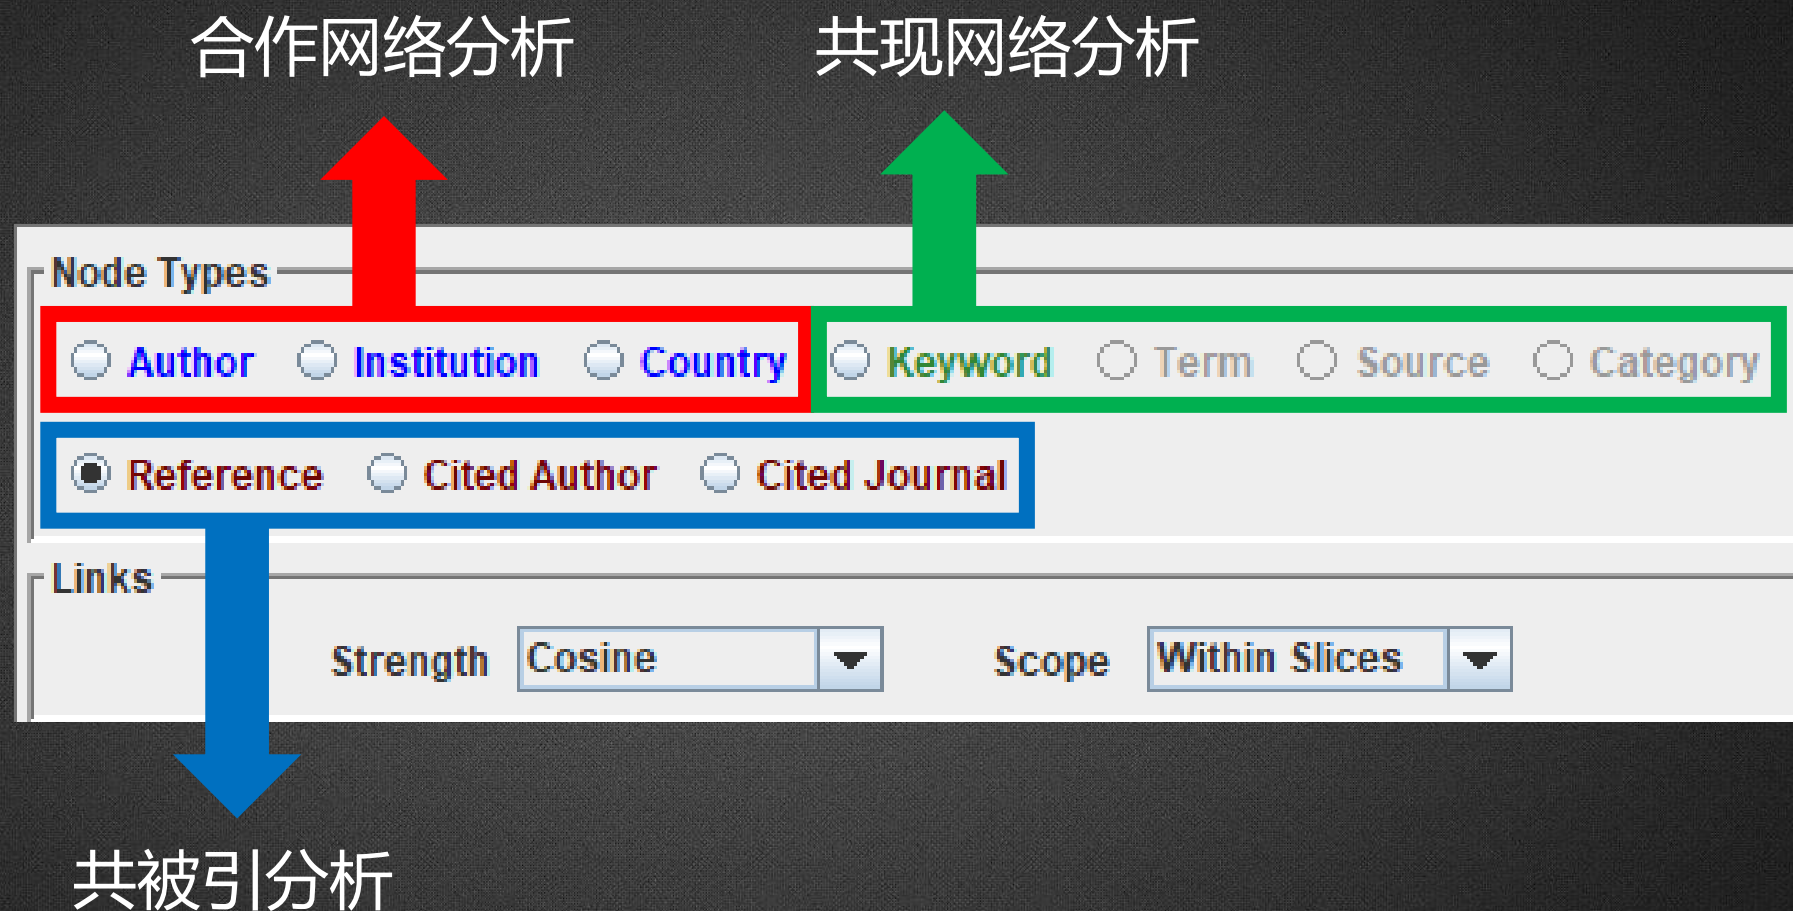 合作网络分析 共现网络分析
Node Types
Author Institution Country Keyword Term Source Category
Reference Cited Author Cited Journal
Links
Strength Cosine Scope Within Slices
共被引分析